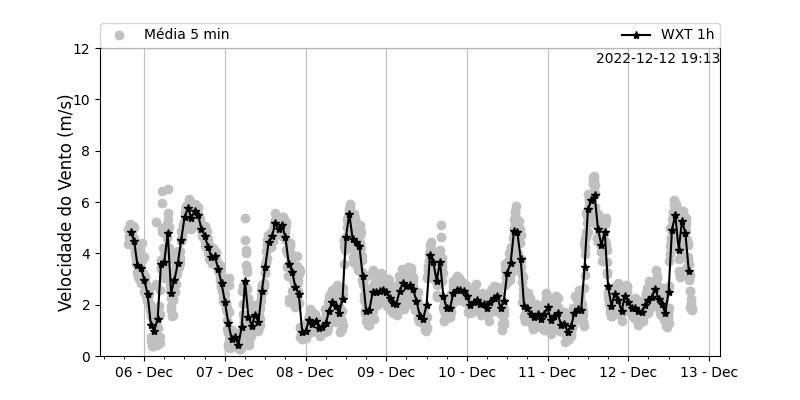 Média 5 min
WXT 1h
2022-12-12 19:13
Velocidade do Vento (m/s)
12
10
8
6
4
2
0
06 - Dec
07 - Dec
08 - Dec
09 - Dec
10 - Dec
11 - Dec
12 - Dec
13 - Dec